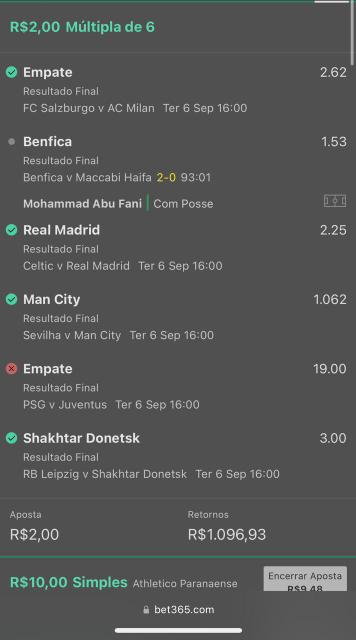 R$2,00 Múltipla de 6
Empate 2.62
Resultado Final
FC Salzburgo v AC Milan Ter 6 Sep 16:00
Benfica 1.53
Resultado Final
Benfica v Maccabi Haifa 2-0 93:01
Mohammad Abu Fani Com Posse
Real Madrid 2.25
Resultado Final
Celtic v Real Madrid Ter 6 Sep 16:00
Man City 1.062
Resultado Final
Sevilha v Man City Ter 6 Sep 16:00
Empate 19.00
Resultado Final
PSG v Juventus Ter 6 Sep 16:00
Shakhtar Donetsk 3.00
Resultado Final
RB Leipzig v Shakhtar Donetsk Ter 6 Sep 16:00
Aposta Retornos
R$2,00 R$1.096,93
R$10,00 Simples Athletico Paranaense Encerrar Aposta
R$9,48
bet365.com